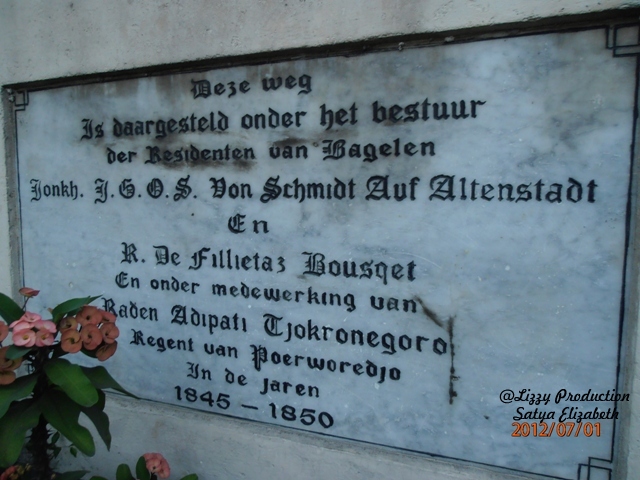 Deze weg
Is daargesteld onder het bestuur
der Residenten van Bagelen
Jonkh. J.G.O.S. Von Schmidt Auf Altenstadt
En
R. De Fillietaz Bousqet
En onder medewerking van
Raden Adipati Tjokronegoro
Regent van Poerworedjo
In de jaren
1845 - 1850
@Lizzy Production
Satya Elizabeth
2012/07/01